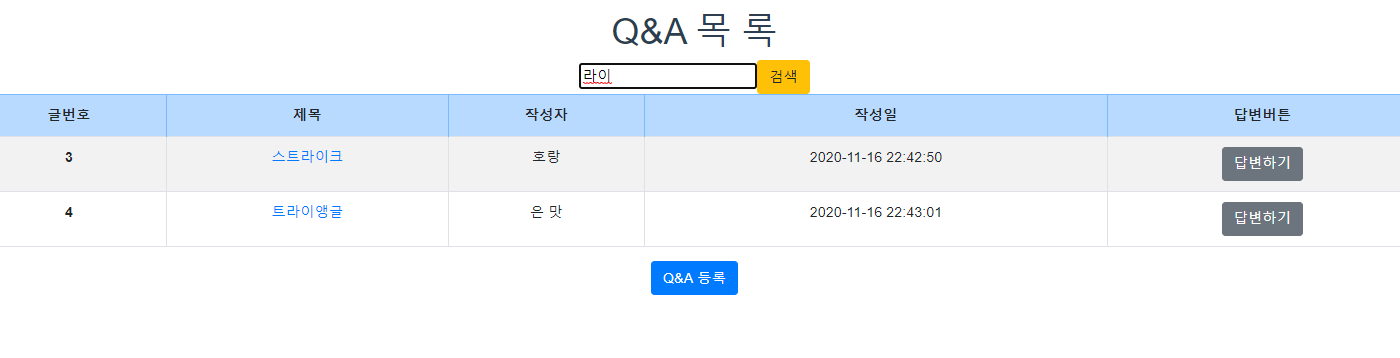 Q&A 목 록
라이 검색
글번호 제목 작성자 작성일 답변버튼
3 스트라이크 호랑 2020-11-16 22:42:50 답변하기
4 트라이앵글 은 맛 2020-11-16 22:43:01 답변하기
Q&A 등록